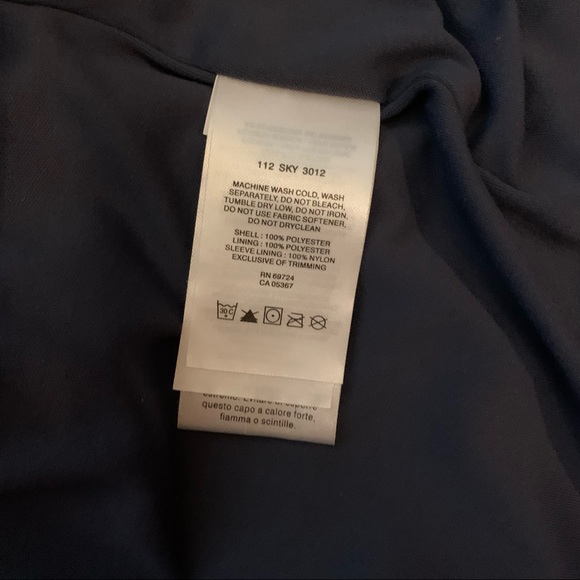 112 SKY 3012
MACHINE WASH COLD, WASH
SEPARATELY, DO NOT BLEACH,
TUMBLE DRY LOW, DO NOT IRON,
DO NOT USE FABRIC SOFTENER,
DO NOT DRYCLEAN
SHELL : 100% POLYESTER
LINING : 100% POLYESTER
SLEEVE LINING : 100% NYLON
EXCLUSIVE OF TRIMMING
RN 69724
CA 05367
30 C
questo capo a calore forte,
fiamma o scintille.